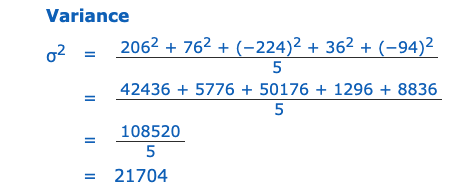 Variance
σ² = 206² + 76² + (−224)² + 36² + (−94)²
5
= 42436 + 5776 + 50176 + 1296 + 8836
5
= 108520
5
= 21704